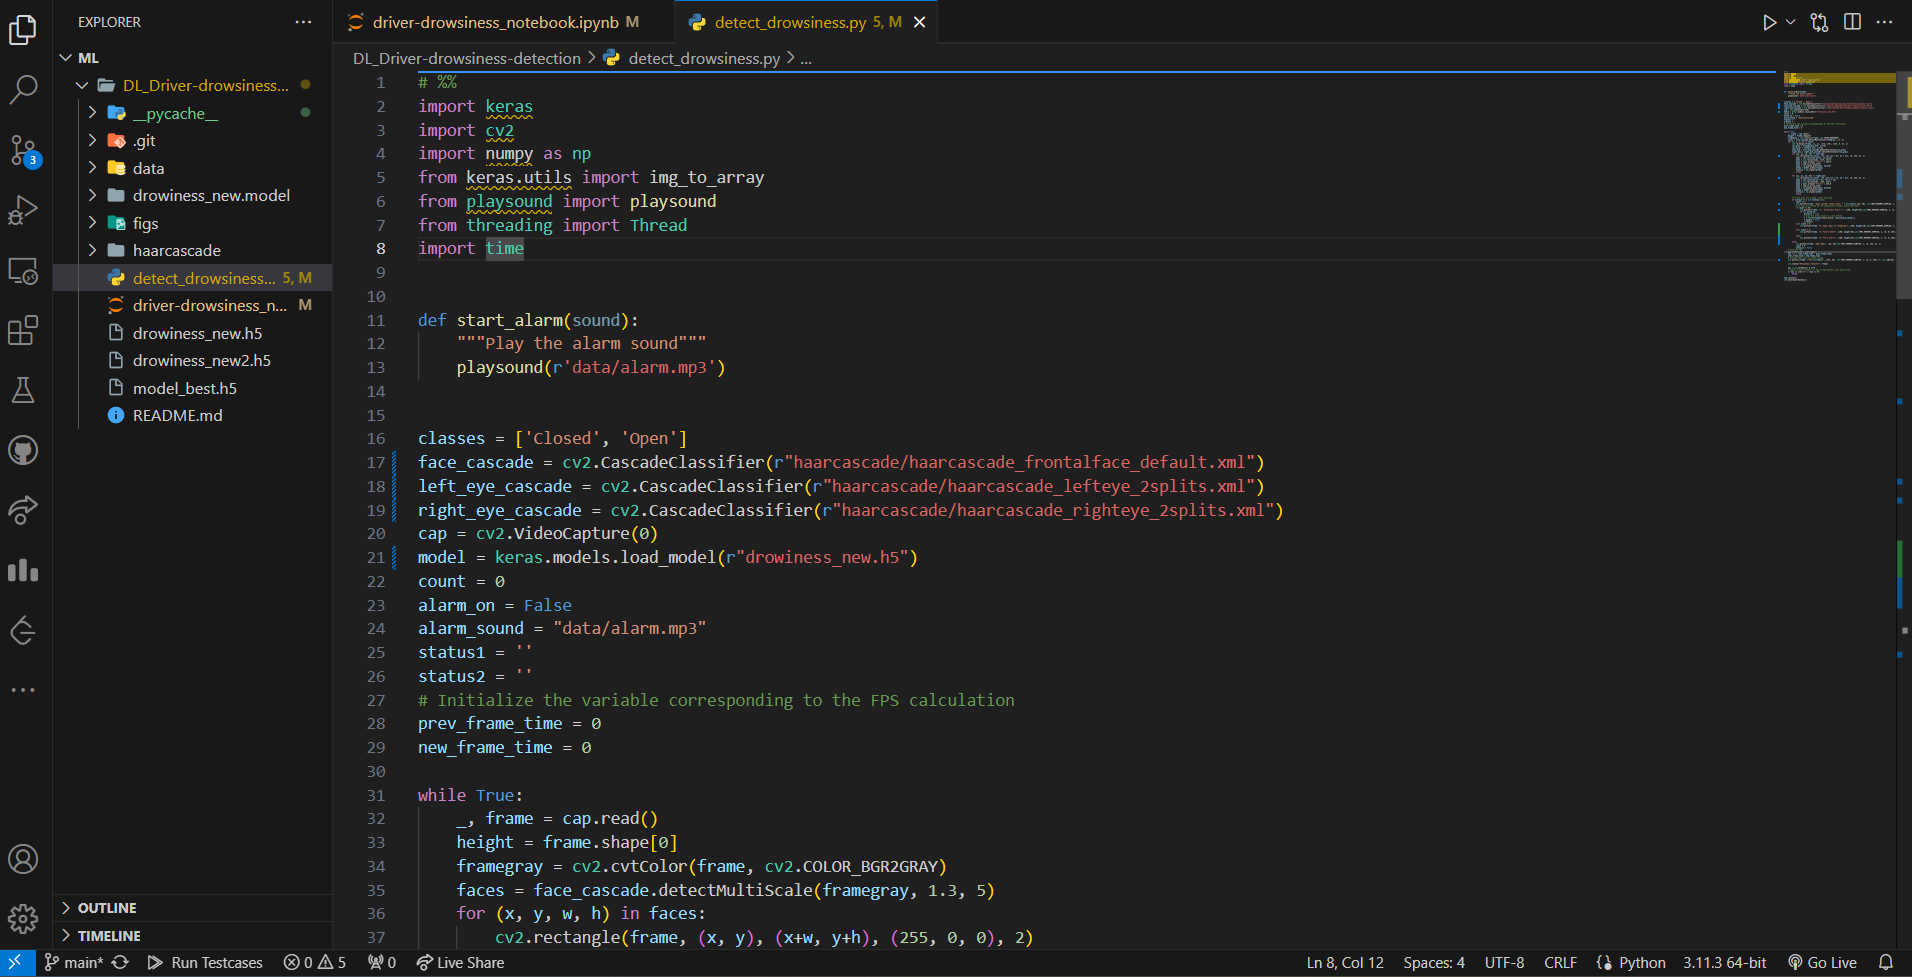 EXPLORER
ML
DL_Driver-drowsiness...
__pycache__
.git
data
drowiness_new.model
figs
haarcascade
detect_drowsiness... 5, M
driver-drowsiness_n... M
drowiness_new.h5
drowiness_new2.h5
model_best.h5
README.md
OUTLINE
TIMELINE
3
driver-drowsiness_notebook.ipynb M
detect_drowsiness.py 5, M
DL_Driver-drowsiness-detection > detect_drowsiness.py > ...
1 # %%
2 import keras
3 import cv2
4 import numpy as np
5 from keras.utils import img_to_array
6 from playsound import playsound
7 from threading import Thread
8 import time
9
10
11 def start_alarm(sound):
12 """Play the alarm sound"""
13 playsound(r'data/alarm.mp3')
14
15
16 classes = ['Closed', 'Open']
17 face_cascade = cv2.CascadeClassifier(r"haarcascade/haarcascade_frontalface_default.xml")
18 left_eye_cascade = cv2.CascadeClassifier(r"haarcascade/haarcascade_lefteye_2splits.xml")
19 right_eye_cascade = cv2.CascadeClassifier(r"haarcascade/haarcascade_righteye_2splits.xml")
20 cap = cv2.VideoCapture(0)
21 model = keras.models.load_model(r"drowiness_new.h5")
22 count = 0
23 alarm_on = False
24 alarm_sound = "data/alarm.mp3"
25 status1 = ''
26 status2 = ''
27 # Initialize the variable corresponding to the FPS calculation
28 prev_frame_time = 0
29 new_frame_time = 0
30
31 while True:
32 _, frame = cap.read()
33 height = frame.shape[0]
34 framegray = cv2.cvtColor(frame, cv2.COLOR_BGR2GRAY)
35 faces = face_cascade.detectMultiScale(framegray, 1.3, 5)
36 for (x, y, w, h) in faces:
37 cv2.rectangle(frame, (x, y), (x+w, y+h), (255, 0, 0), 2)
main* Run Testcases 0 5 0 Live Share Ln 8, Col 12 Spaces: 4 UTF-8 CRLF Python 3.11.3 64-bit Go Live